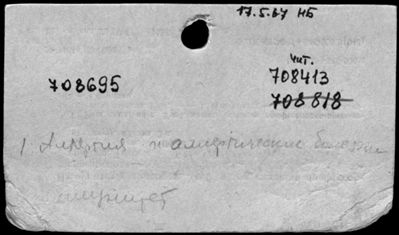 17.5.67 НБ
чит.
708695
708413
708818
1. Аллергия и аллергические болезни